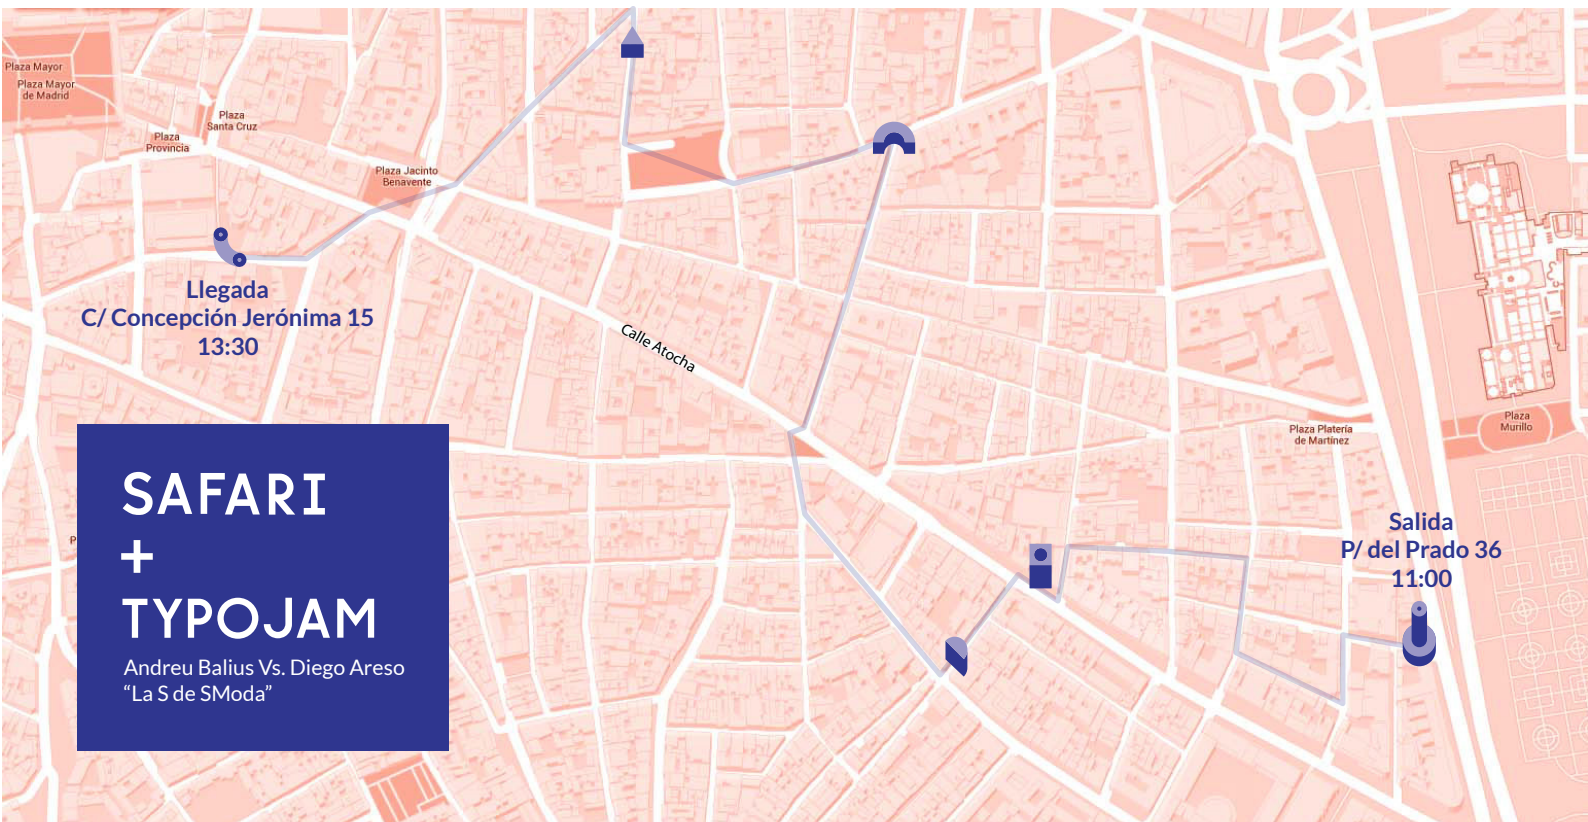 Plaza Mayor
Plaza Mayor
de Madrid
Plaza
Santa Cruz
Plaza
Provincia
Plaza Jacinto
Benavente
Llegada
C/ Concepción Jerónima 15
13:30
Calle Atocha
Plaza Platería
de Martínez
Plaza
Murillo
Salida
P/ del Prado 36
11:00
P
SAFARI
+
TYPOJAM
Andreu Balius Vs. Diego Areso
“La S de SModa”